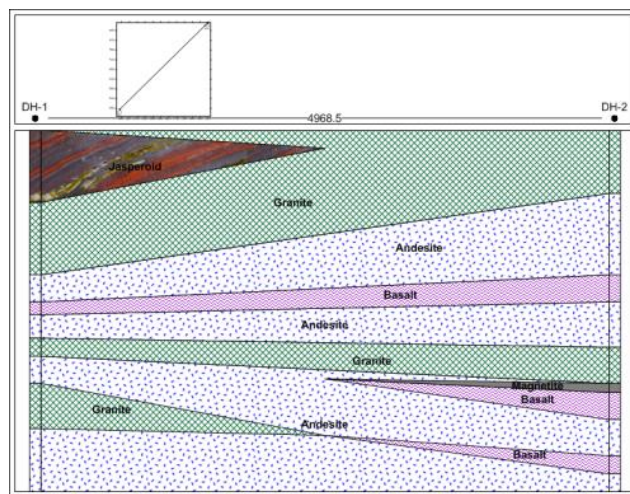 DH-1
DH-2
4968.5
Jasperoid
Granite
Andesite
Basalt
Andesite
Granite
Magnetite
Basalt
Granite
Andesite
Basalt